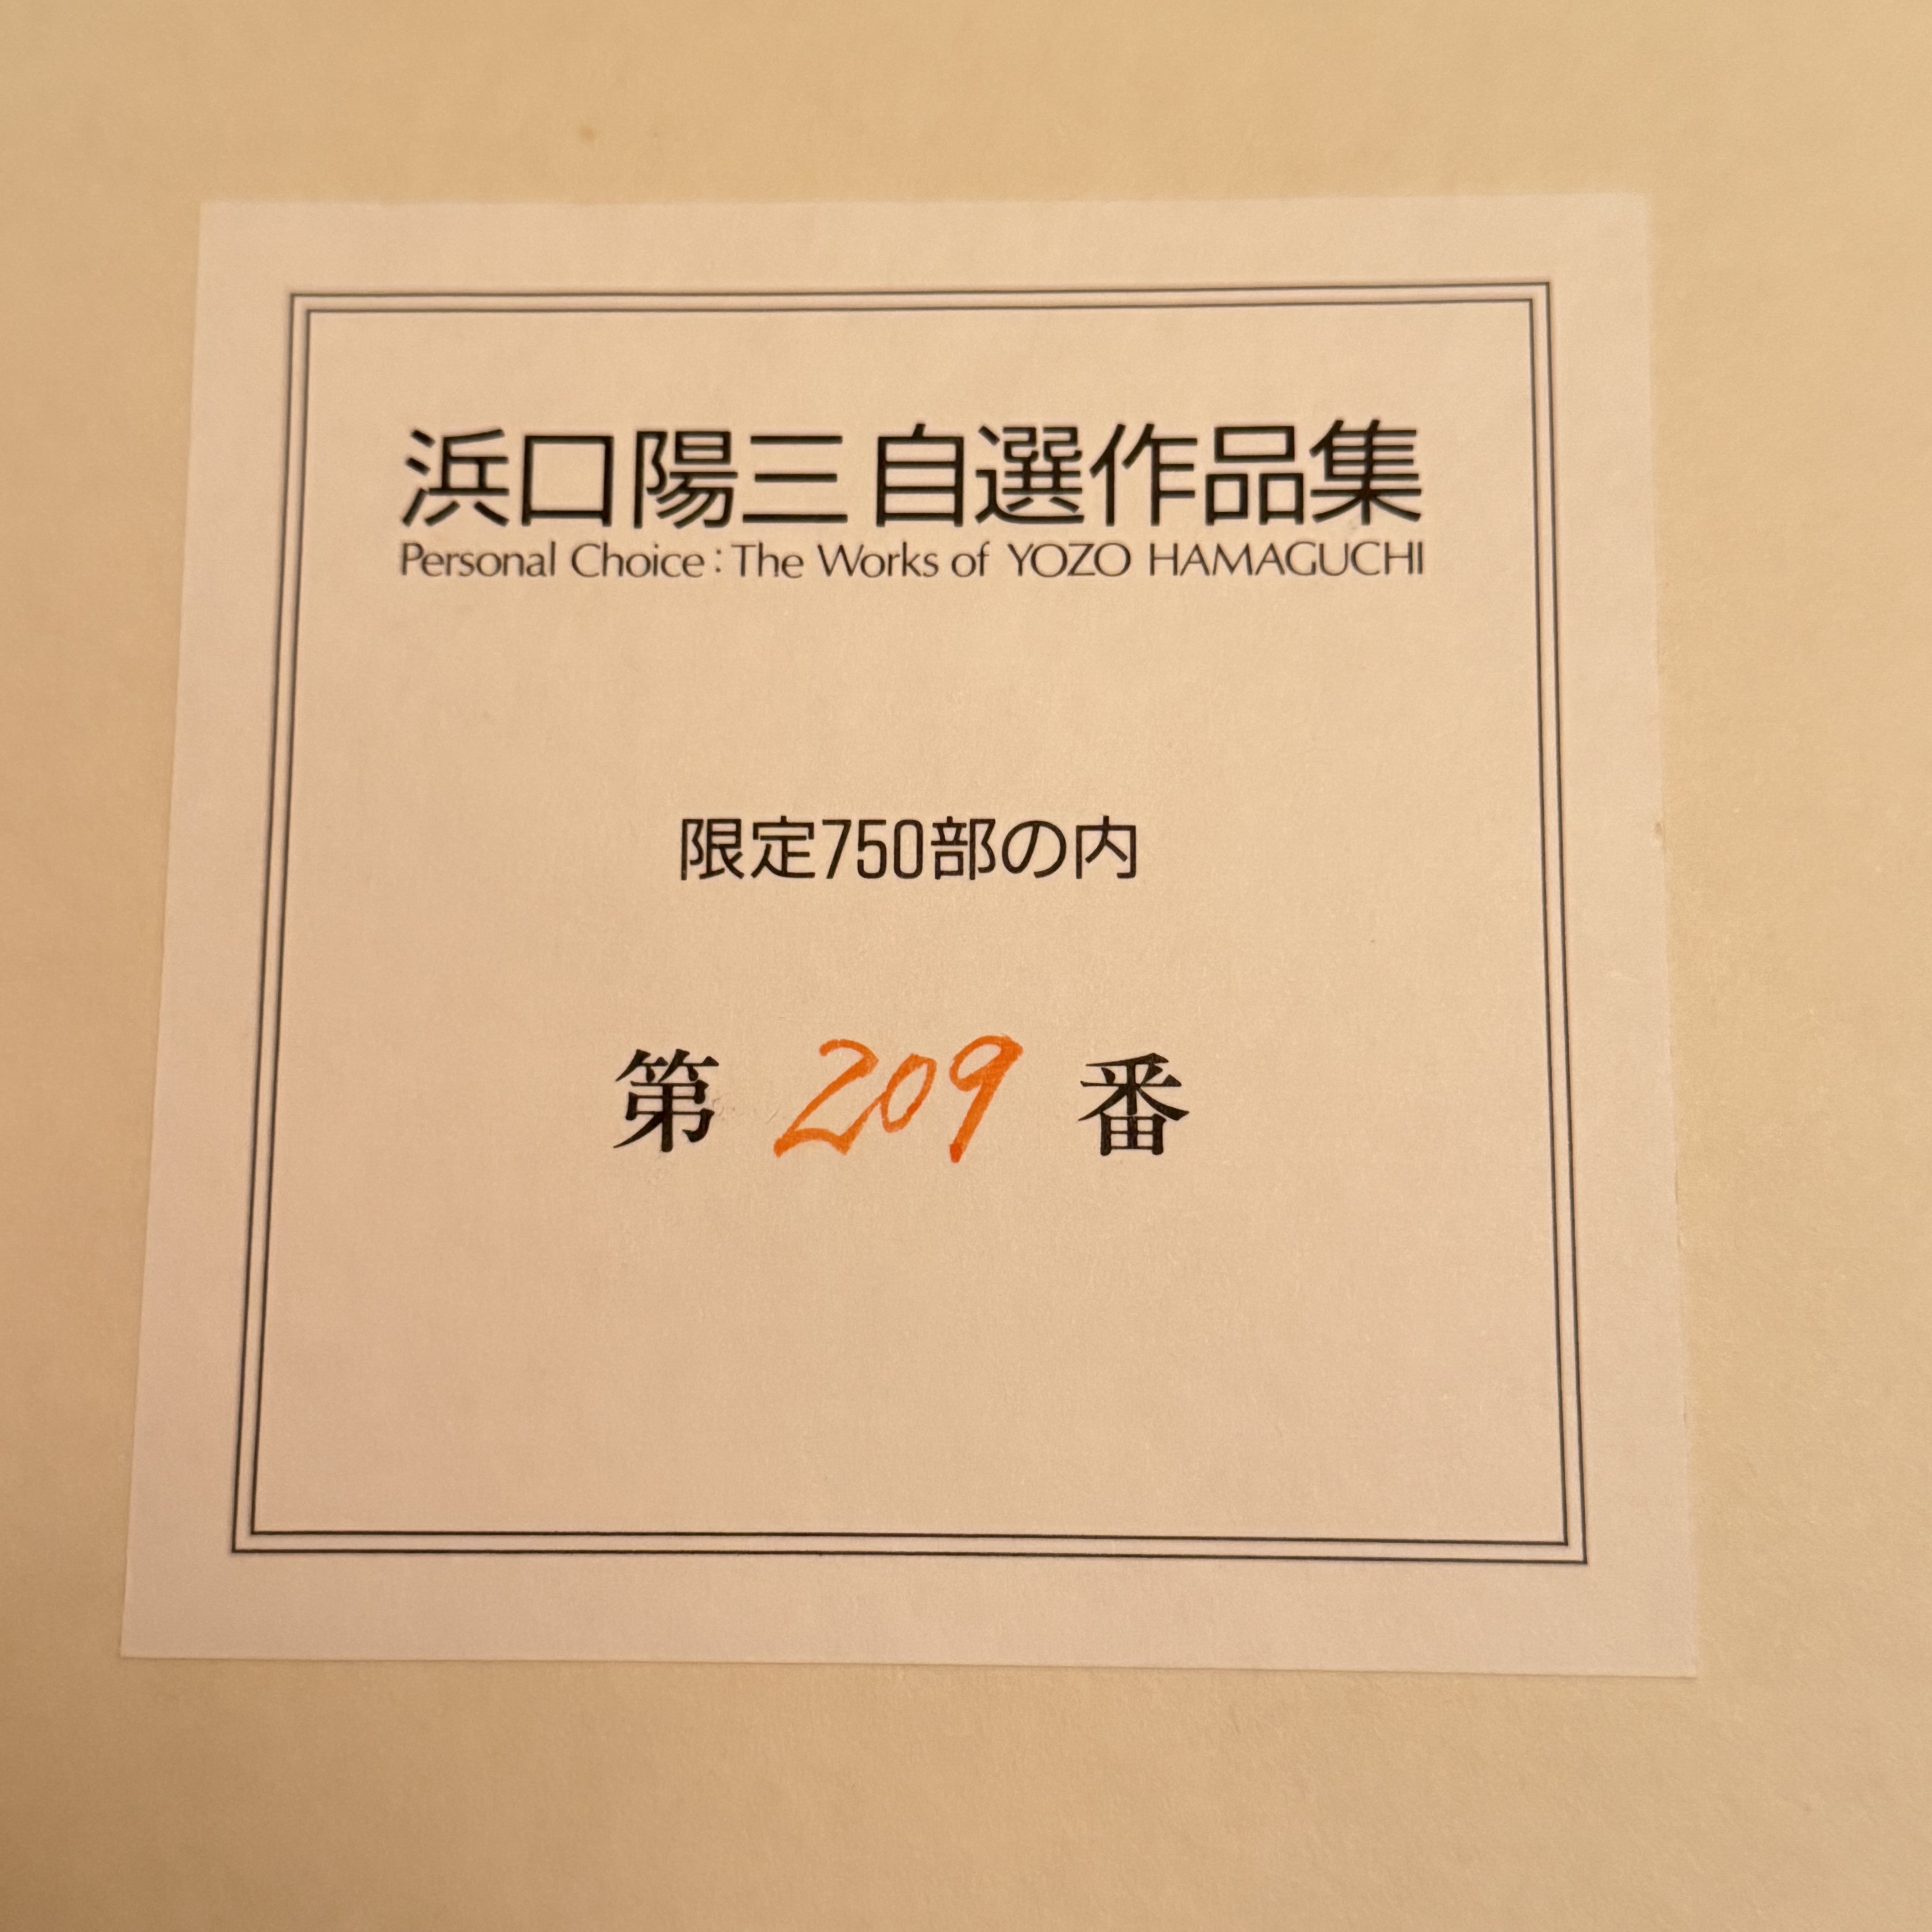 浜口陽三自選作品集
Personal Choice : The Works of YOZO HAMAGUCHI
限定750部の内
第 209 番